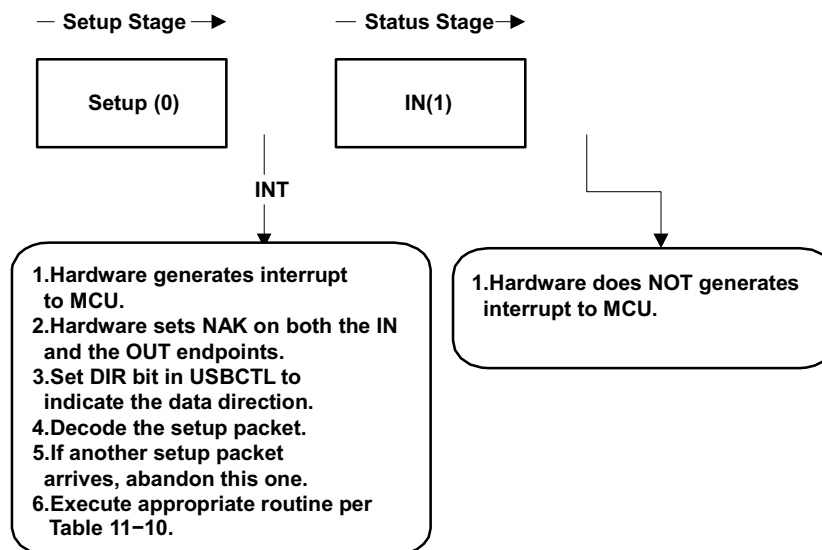 Setup Stage
Status Stage
Setup (0)
IN(1)
INT
1.Hardware generates interrupt
to MCU.
2.Hardware sets NAK on both the IN
and the OUT endpoints.
3.Set DIR bit in USBCTL to
indicate the data direction.
4.Decode the setup packet.
5.If another setup packet
arrives, abandon this one.
6.Execute appropriate routine per
Table 11−10.
1.Hardware does NOT generates
interrupt to MCU.